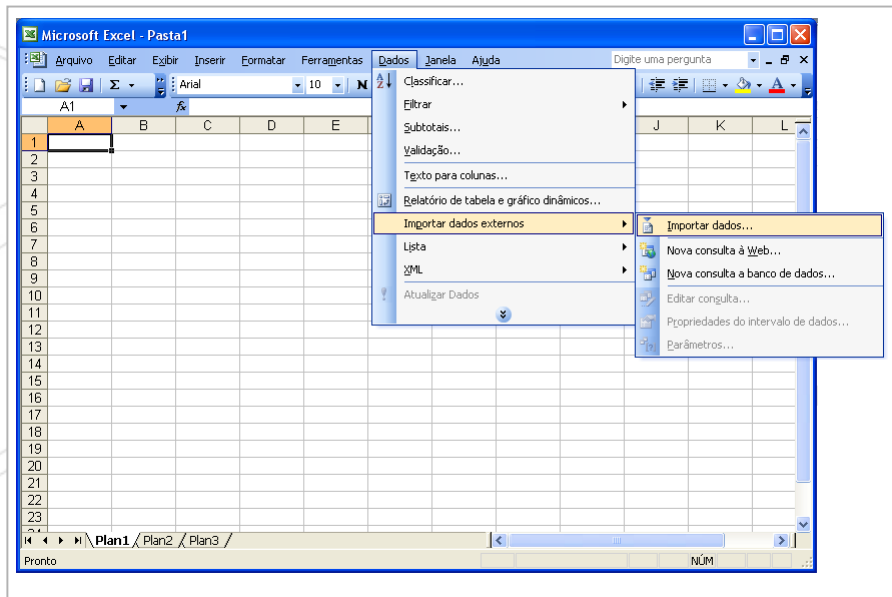 Microsoft Excel - Pasta1
Arquivo Editar Exibir Inserir Formatar Ferramentas Dados Janela Ajuda Digite uma pergunta
Σ Arial 10 N A
A1 fx
A B C D E J K L
Classificar...
Filtrar
Subtotais...
Validação...
Texto para colunas...
Relatório de tabela e gráfico dinâmicos...
Importar dados externos
Lista
XML
Atualizar Dados
Importar dados...
Nova consulta à Web...
Nova consulta a banco de dados...
Editar consulta...
Propriedades do intervalo de dados...
Parâmetros...
1
2
3
4
5
6
7
8
9
10
11
12
13
14
15
16
17
18
19
20
21
22
23
Plan1 Plan2 Plan3
Pronto NÚM